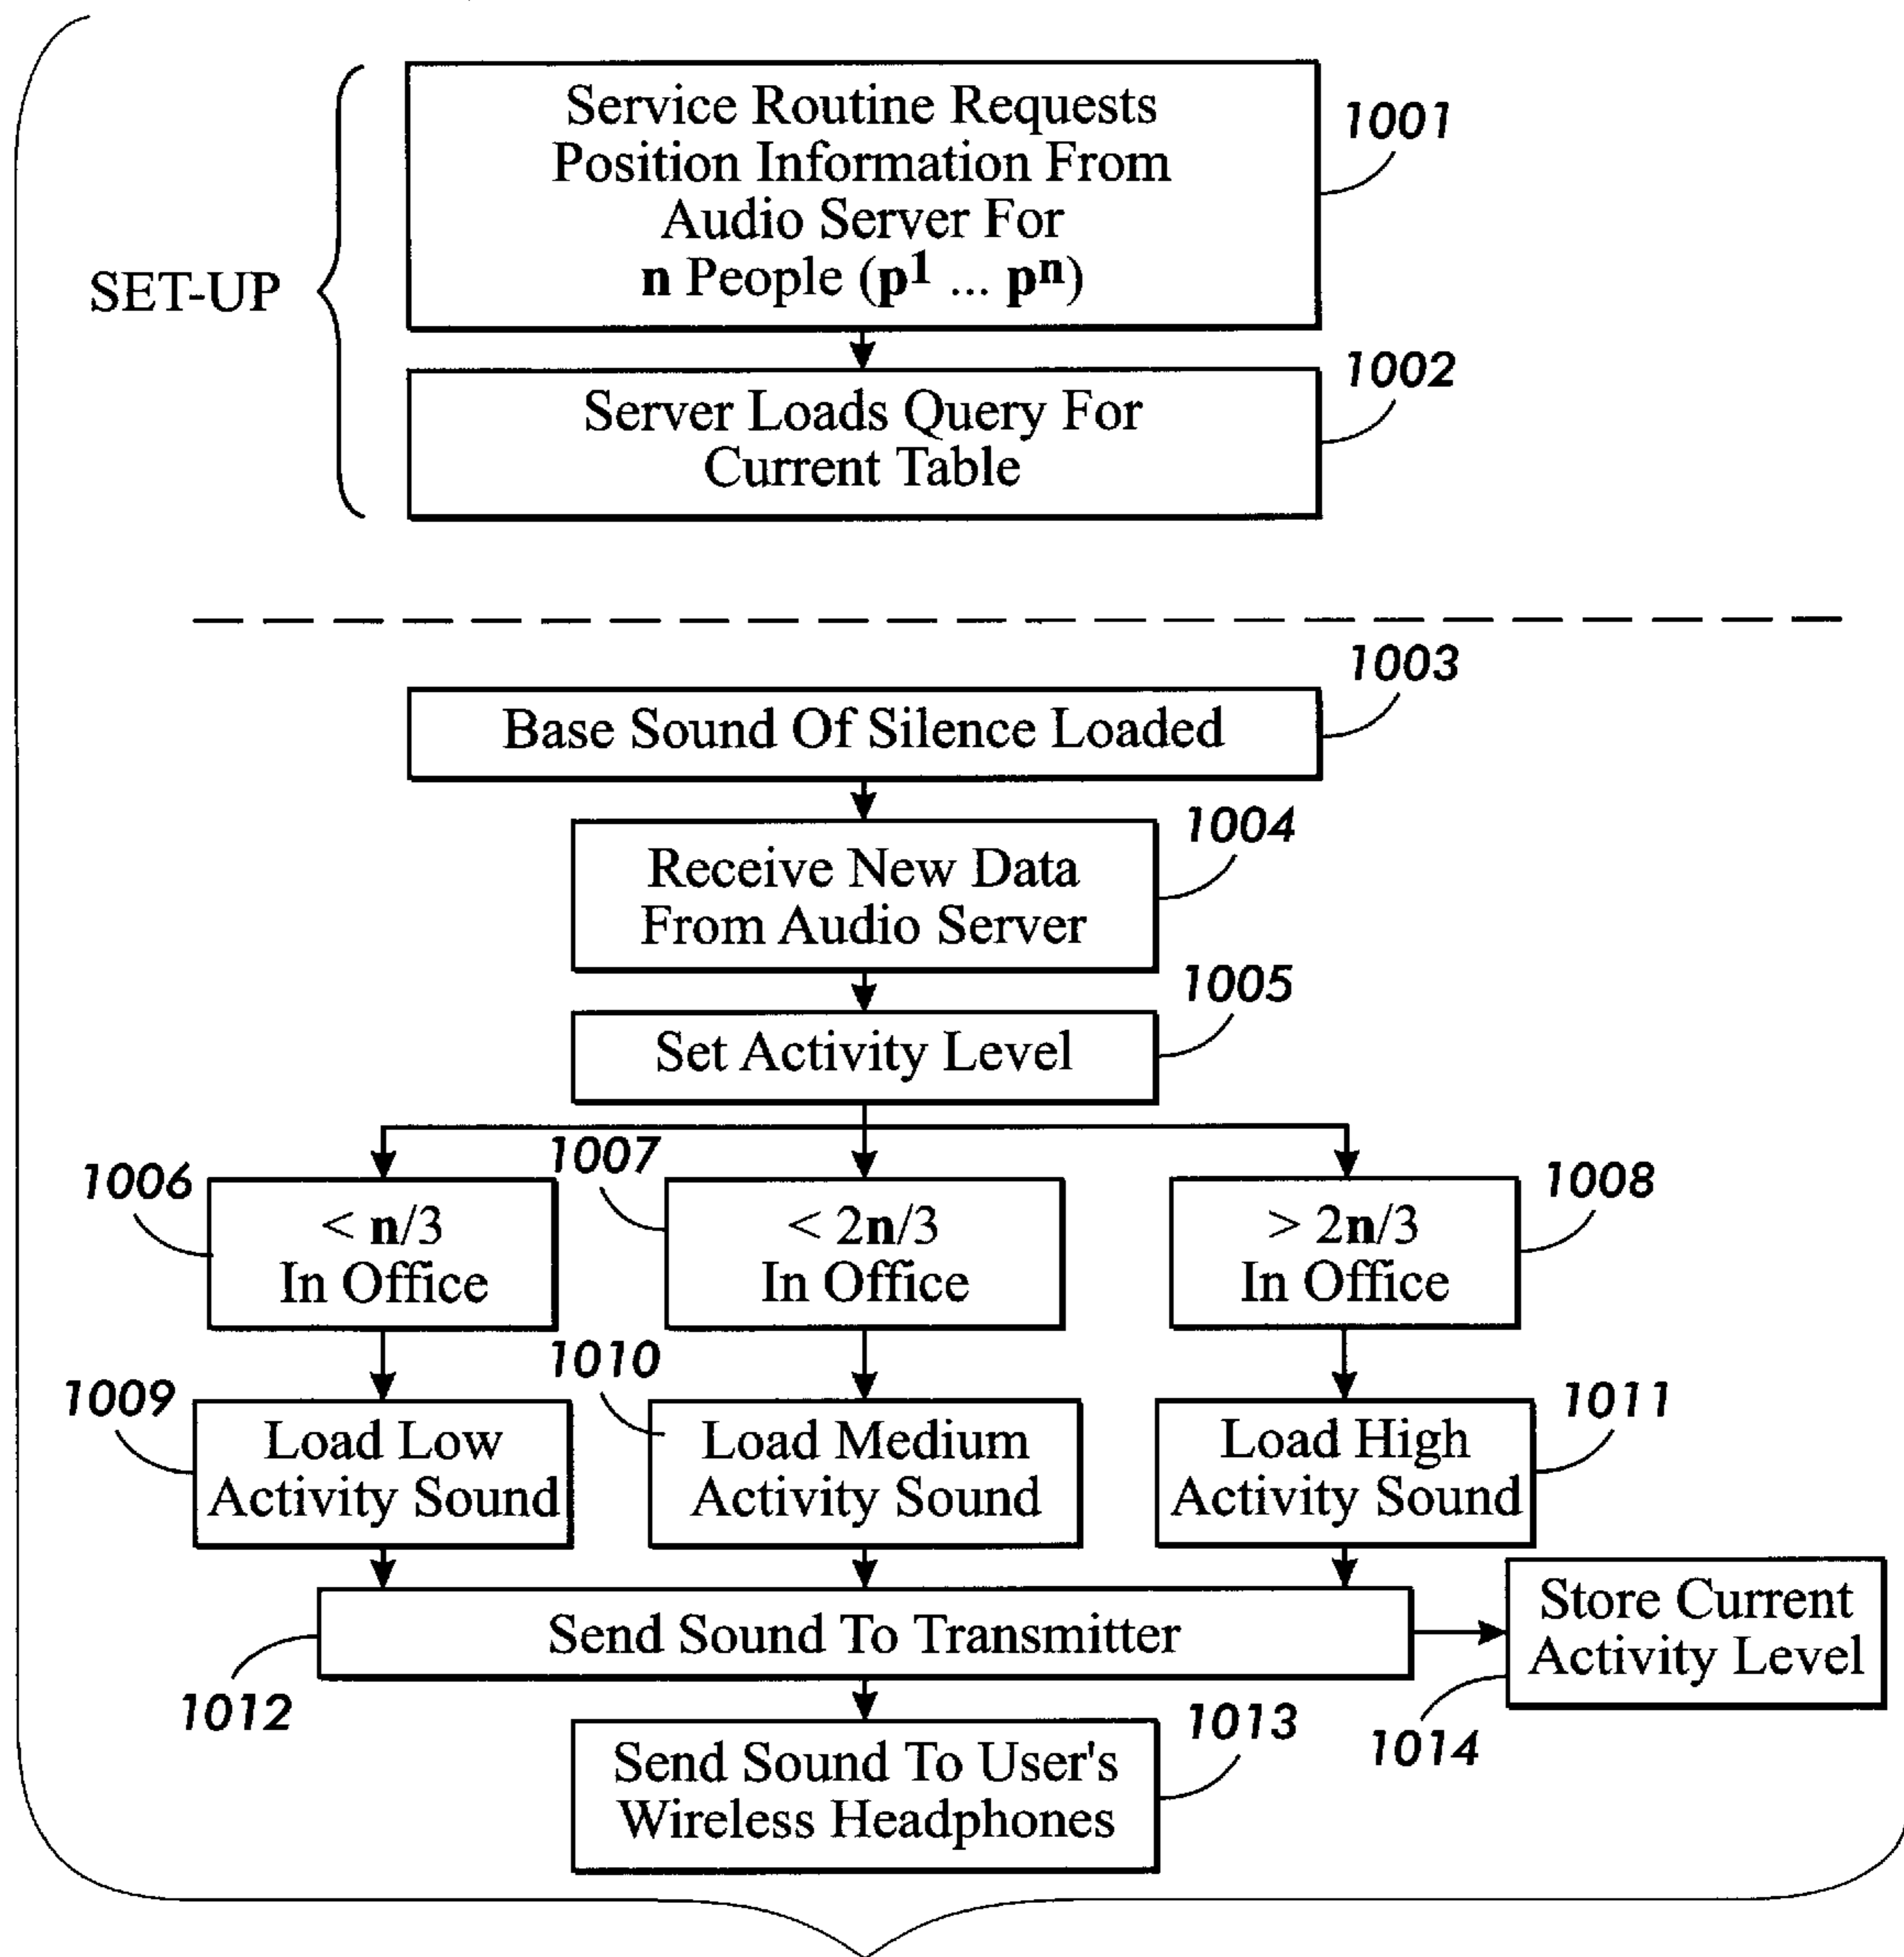 Service Routine Requests
Position Information From
Audio Server For
n People (p1 ... pn)
1001
SET-UP
Server Loads Query For
Current Table
1002
Base Sound Of Silence Loaded
1003
Receive New Data
From Audio Server
1004
Set Activity Level
1005
1006
< n/3
In Office
1007
< 2n/3
In Office
1008
> 2n/3
In Office
1009
Load Low
Activity Sound
1010
Load Medium
Activity Sound
1011
Load High
Activity Sound
1012
Send Sound To Transmitter
Store Current
Activity Level
1014
Send Sound To User's
Wireless Headphones
1013